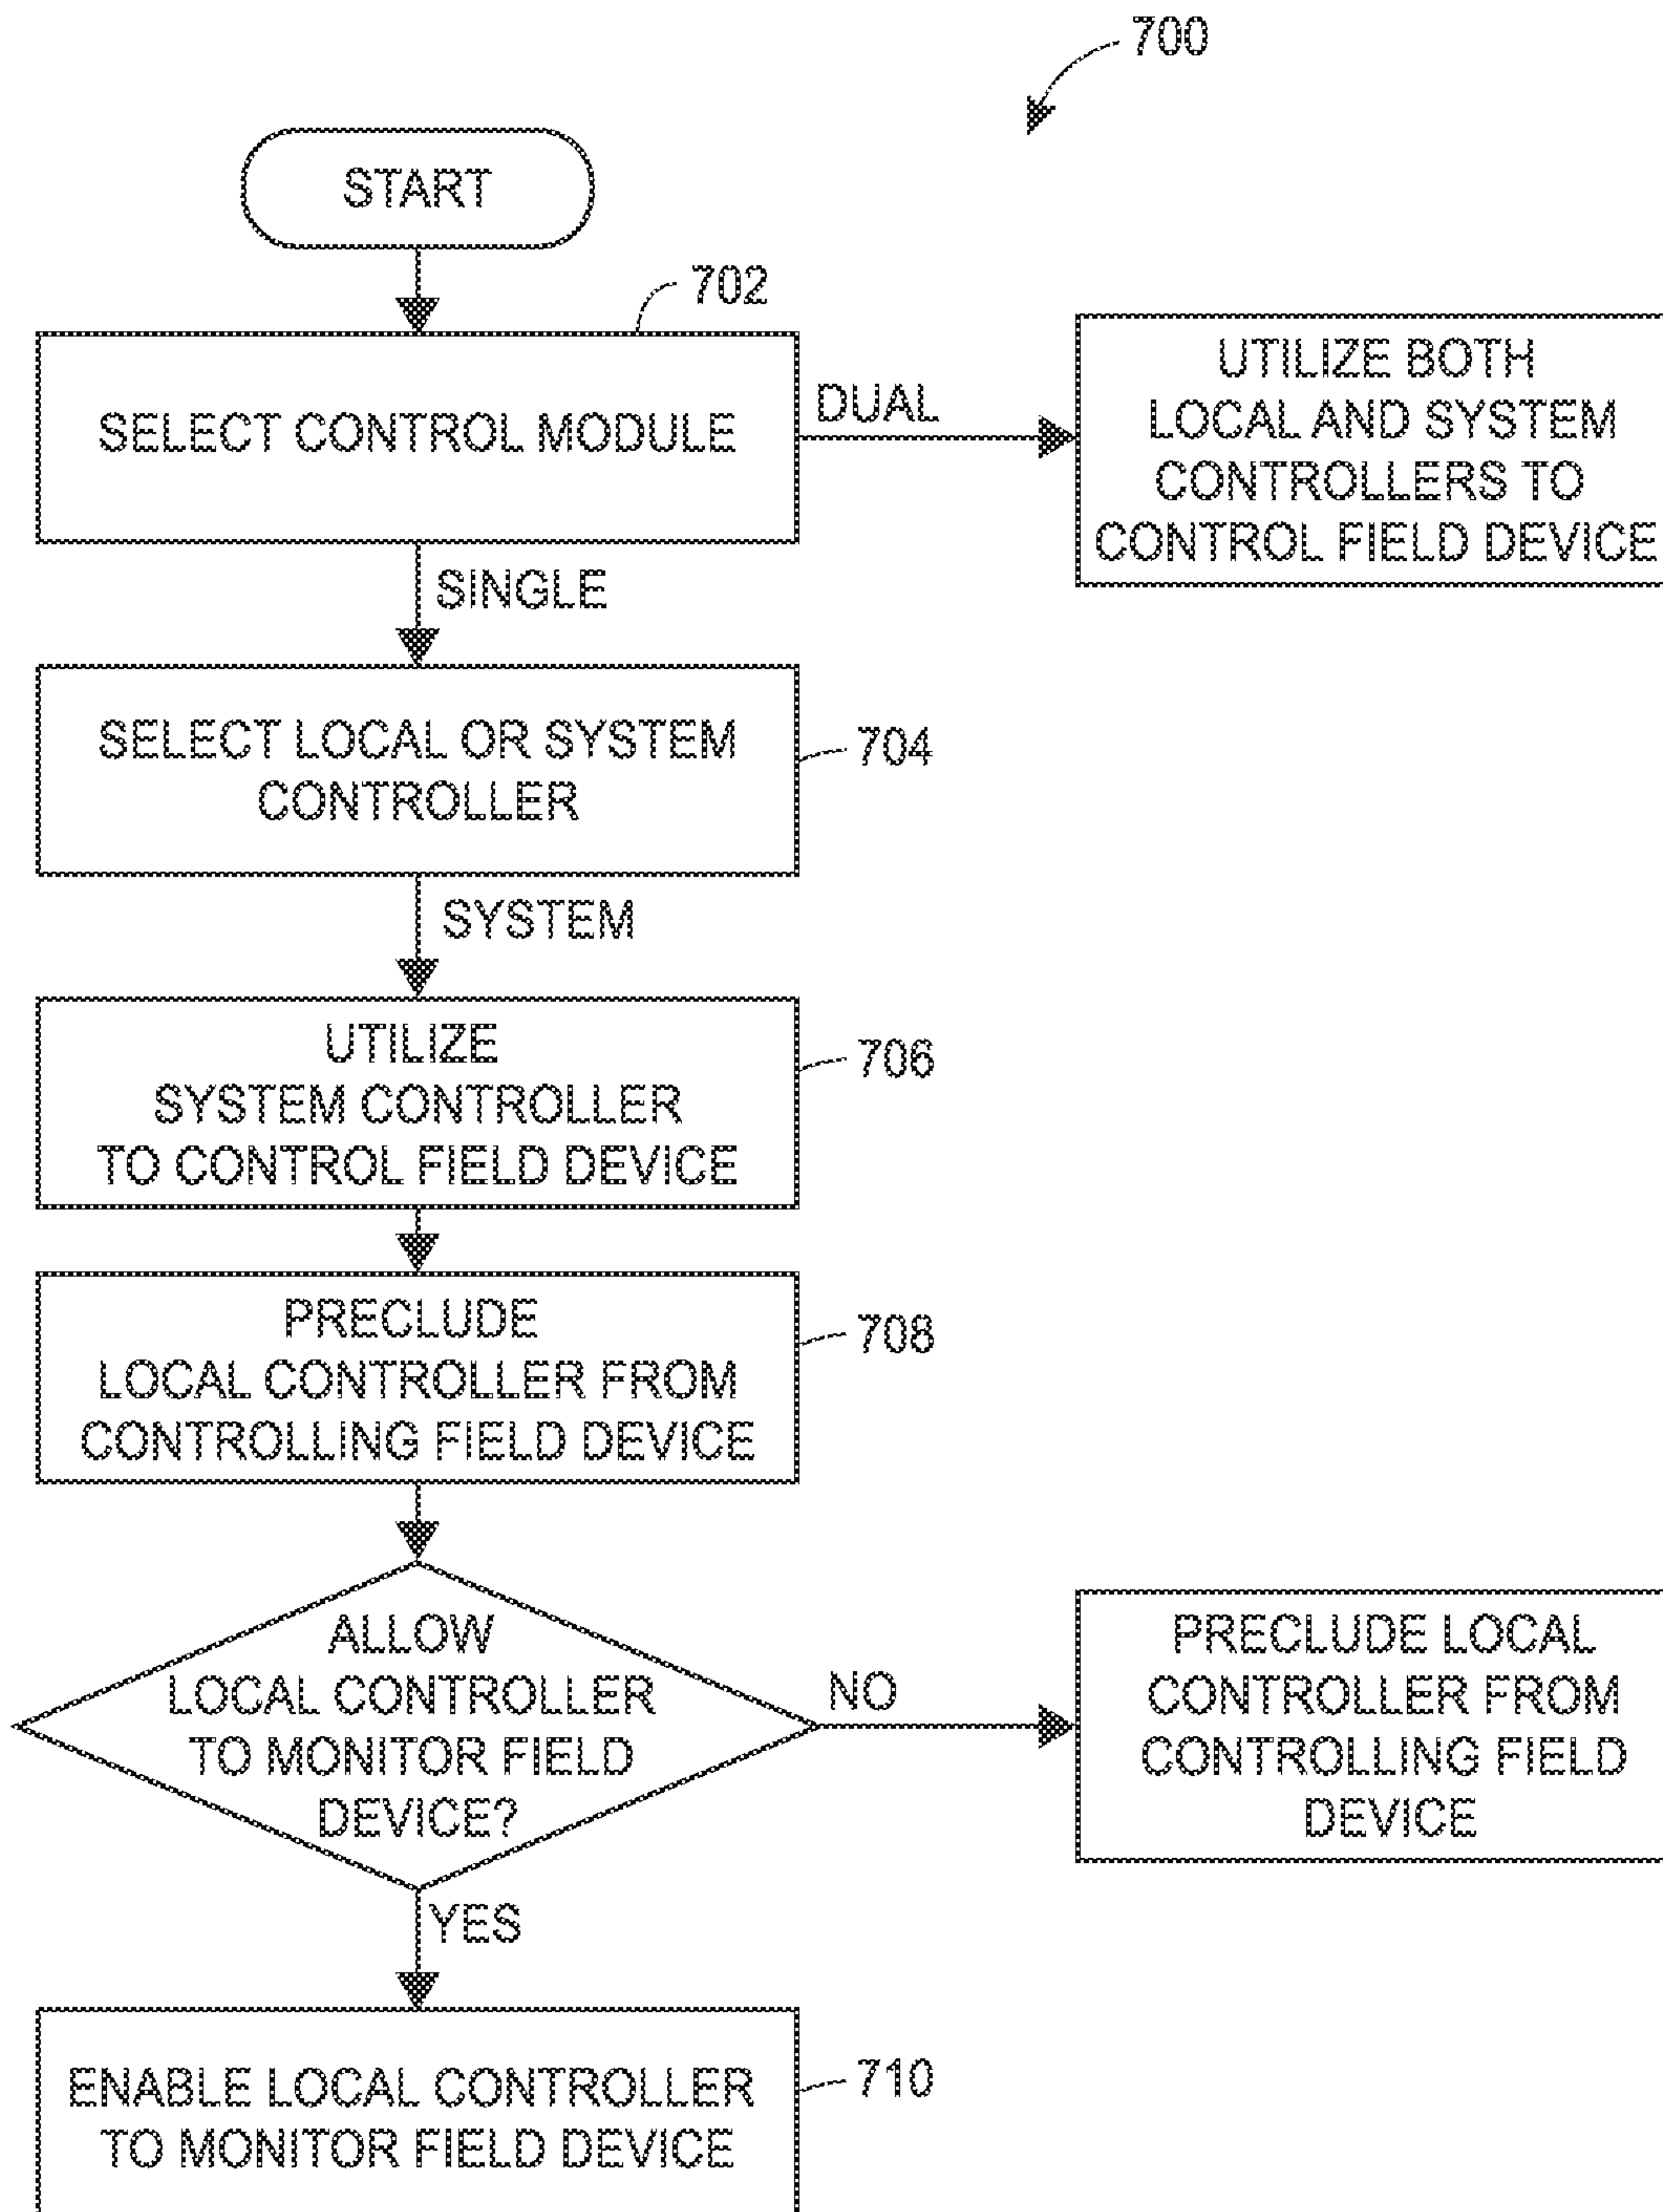 700
START
702
SELECT CONTROL MODULE
DUAL
UTILIZE BOTH
LOCAL AND SYSTEM
CONTROLLERS TO
CONTROL FIELD DEVICE
SINGLE
SELECT LOCAL OR SYSTEM
CONTROLLER
704
SYSTEM
UTILIZE
SYSTEM CONTROLLER
TO CONTROL FIELD DEVICE
706
PRECLUDE
LOCAL CONTROLLER FROM
CONTROLLING FIELD DEVICE
708
ALLOW
LOCAL CONTROLLER
TO MONITOR FIELD
DEVICE?
NO
PRECLUDE LOCAL
CONTROLLER FROM
CONTROLLING FIELD
DEVICE
YES
ENABLE LOCAL CONTROLLER
TO MONITOR FIELD DEVICE
710